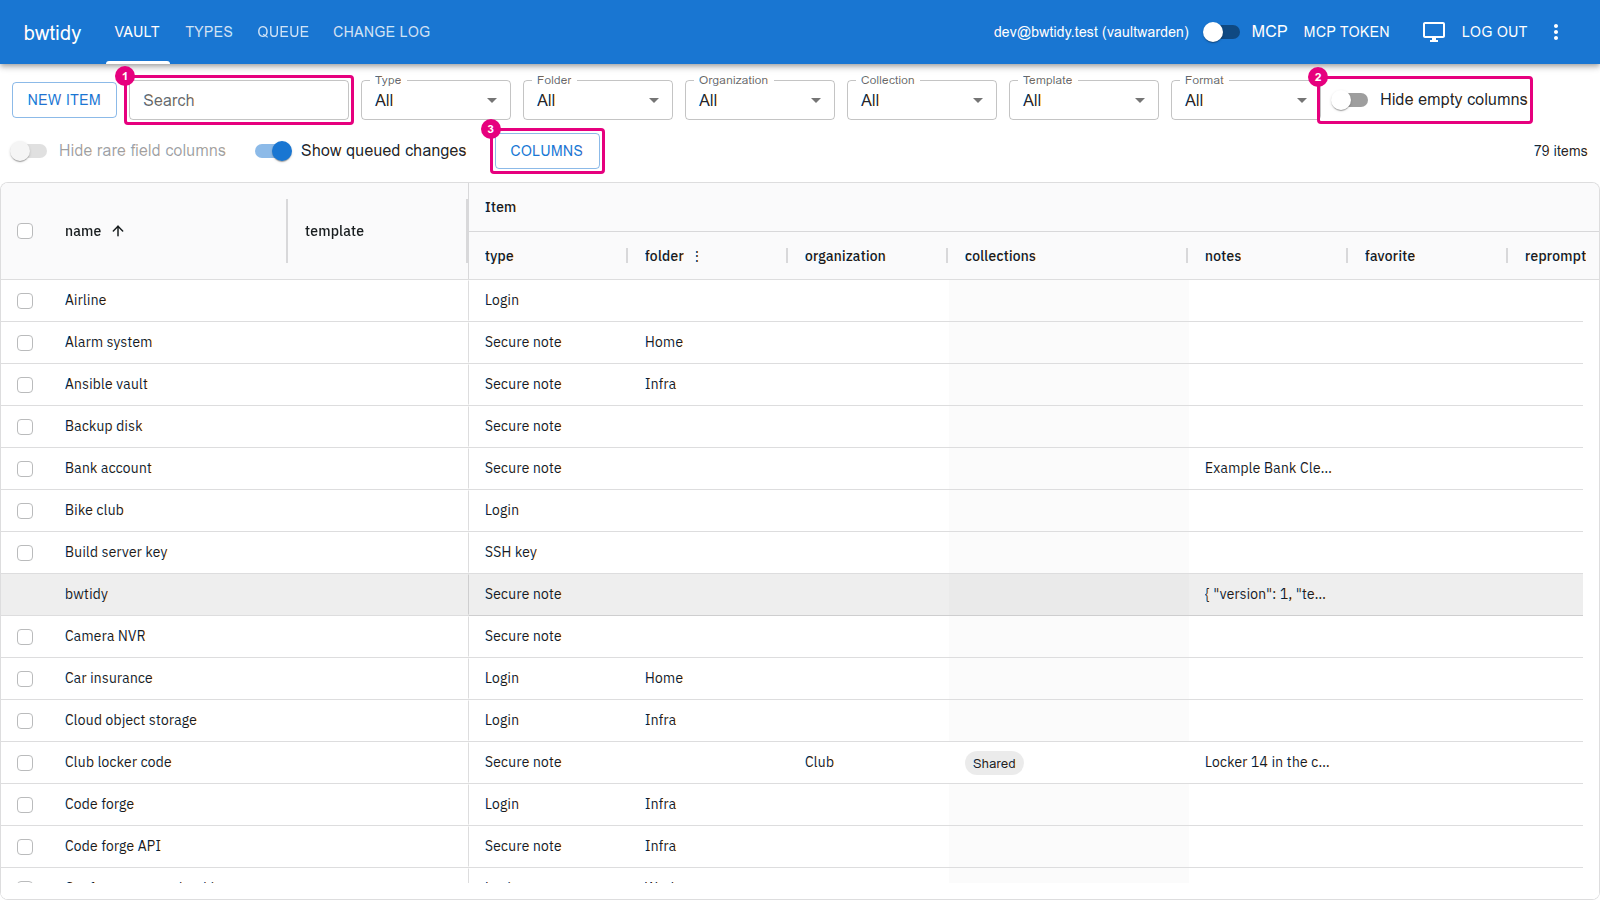 bwtidy VAULT TYPES QUEUE CHANGE LOG dev@bwtidy.test (vaultwarden) MCP MCP TOKEN LOG OUT
1 2
Type Folder Organization Collection Template Format
NEW ITEM Search All All All All All All Hide empty columns
3
Hide rare field columns Show queued changes COLUMNS 79 items
Item
name template
type folder organization collections notes favorite reprompt
Airline Login
Alarm system Secure note Home
Ansible vault Secure note Infra
Backup disk Secure note
Bank account Secure note Example Bank Cle...
Bike club Login
Build server key SSH key
bwtidy Secure note { "version": 1, "te...
Camera NVR Secure note
Car insurance Login Home
Cloud object storage Login Infra
Club locker code Secure note Club Shared Locker 14 in the c...
Code forge Login Infra
Code forge API Secure note Infra